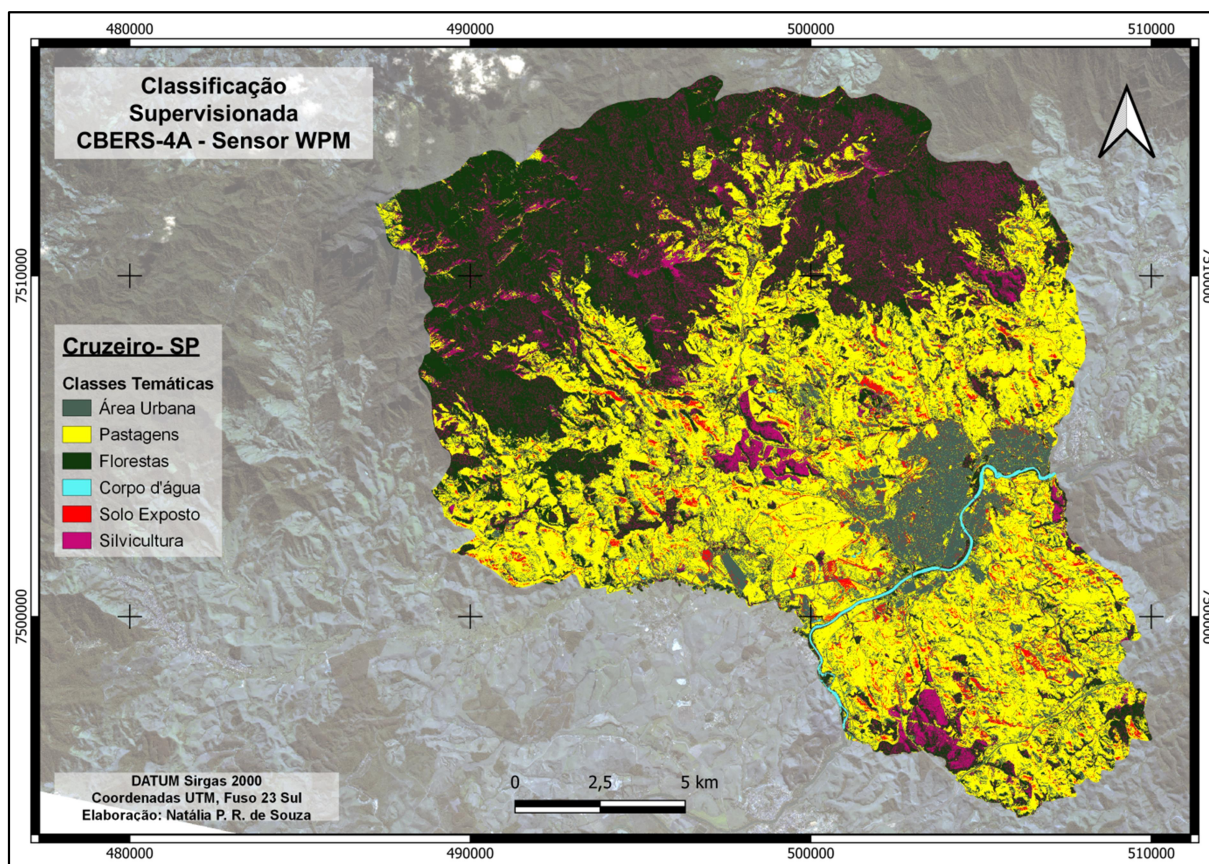 480000
490000
500000
510000
Classificação
Supervisionada
CBERS-4A - Sensor WPM
7510000
7510000
Cruzeiro- SP
Classes Temáticas
Área Urbana
Pastagens
Florestas
Corpo d'água
Solo Exposto
Silvicultura
7500000
7500000
DATUM Sirgas 2000
Coordenadas UTM, Fuso 23 Sul
Elaboração: Natália P. R. de Souza
0 2,5 5 km
480000
490000
500000
510000